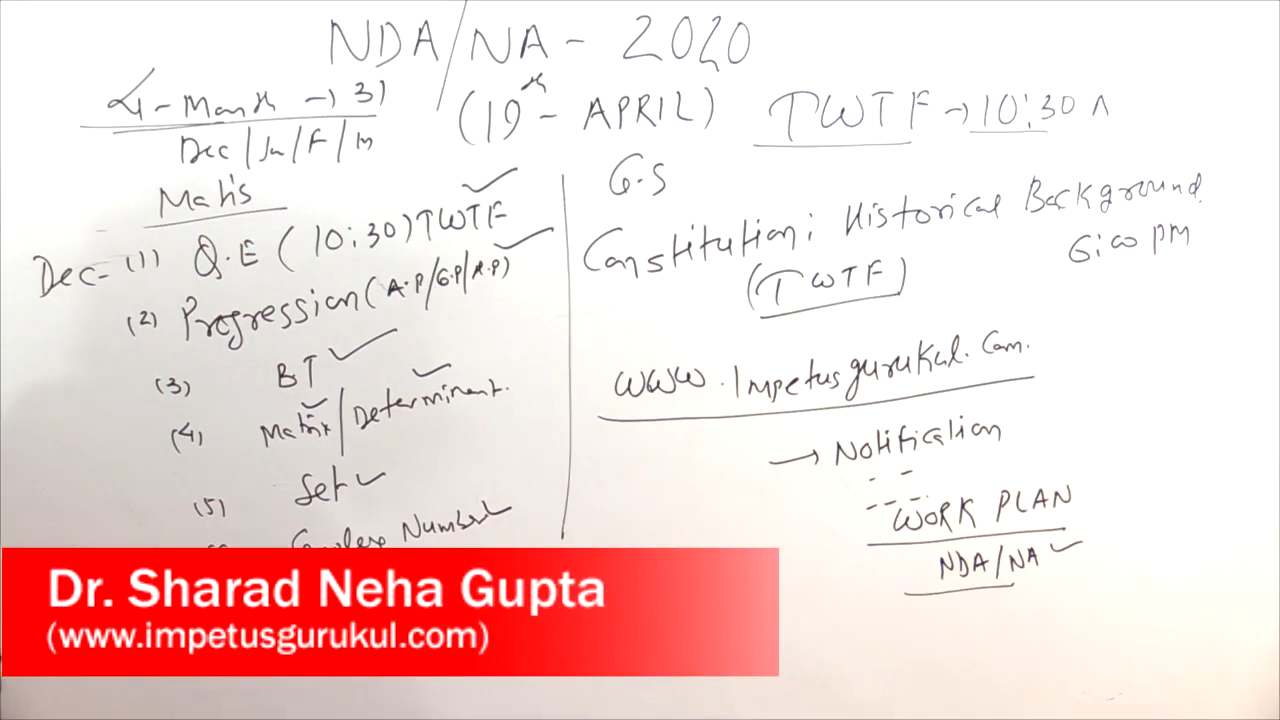 NDA/NA - 2020
4 - Month → 31
(19th - APRIL)
TWTF → 10:30 A
Dec/Jn/F/M
Maths
Dec - (1) Q.E (10:30) TWTF ✓
(2) Progression (A.P/G.P/H.P) ✓
(3) BT ✓
(4) Matrix ✓ / Determinent. ✓
(5) Set ✓
Complex Number ✓
G.S
Constitution: Historical Background
6:00 PM
(TWTF)
www.Impetusgurukul.Com.
→ Notification
WORK PLAN
NDA/NA ✓
Dr. Sharad Neha Gupta
(www.impetusgurukul.com)